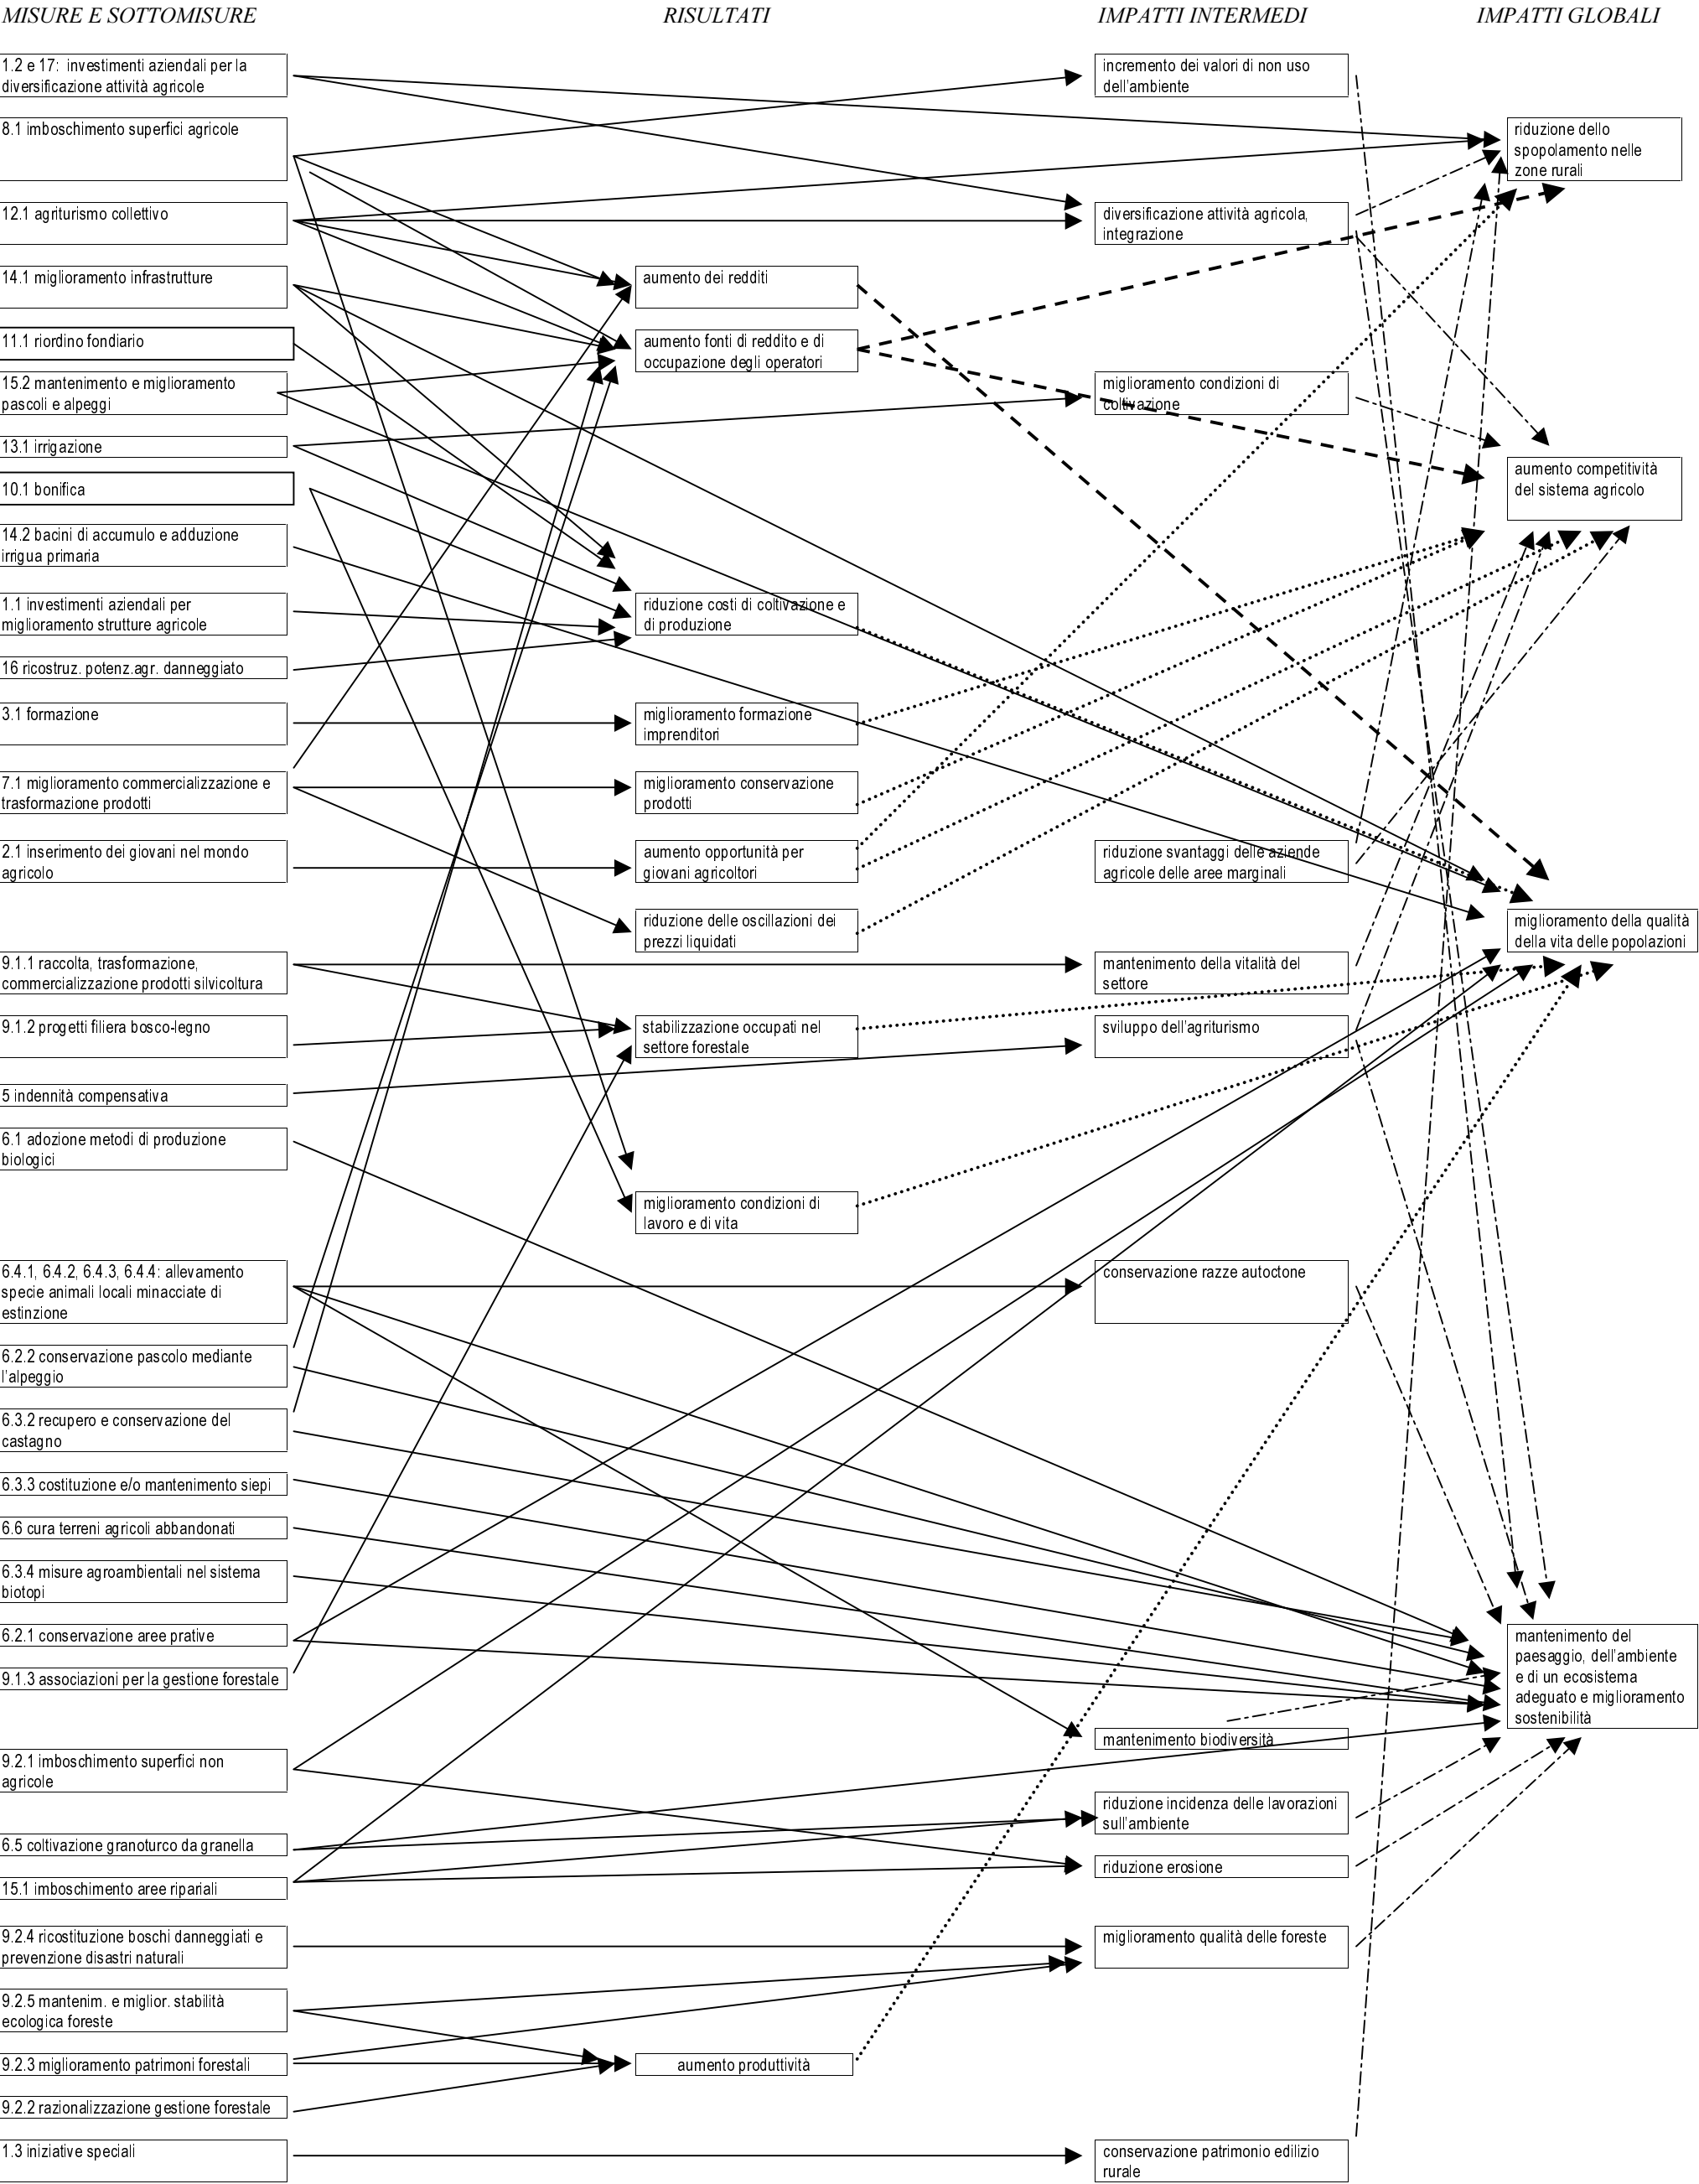 MISURE E SOTTOMISURE
RISULTATI
IMPATTI INTERMEDI
IMPATTI GLOBALI
1.2 e 17: investimenti aziendali per la
diversificazione attività agricole
8.1 imboschimento superfici agricole
12.1 agriturismo collettivo
14.1 miglioramento infrastrutture
11.1 riordino fondiario
15.2 mantenimento e miglioramento
pascoli e alpeggi
13.1 irrigazione
10.1 bonifica
14.2 bacini di accumulo e adduzione
irrigua primaria
1.1 investimenti aziendali per
miglioramento strutture agricole
16 ricostruz. potenz.agr. danneggiato
3.1 formazione
7.1 miglioramento commercializzazione e
trasformazione prodotti
2.1 inserimento dei giovani nel mondo
agricolo
9.1.1 raccolta, trasformazione,
commercializzazione prodotti silvicoltura
9.1.2 progetti filiera bosco-legno
5 indennità compensativa
6.1 adozione metodi di produzione
biologici
6.4.1, 6.4.2, 6.4.3, 6.4.4: allevamento
specie animali locali minacciate di
estinzione
6.2.2 conservazione pascolo mediante
l'alpeggio
6.3.2 recupero e conservazione del
castagno
6.3.3 costituzione e/o mantenimento siepi
6.6 cura terreni agricoli abbandonati
6.3.4 misure agroambientali nel sistema
biotopi
6.2.1 conservazione aree prative
9.1.3 associazioni per la gestione forestale
9.2.1 imboschimento superfici non
agricole
6.5 coltivazione granoturco da granella
15.1 imboschimento aree ripariali
9.2.4 ricostituzione boschi danneggiati e
prevenzione disastri naturali
9.2.5 mantenim. e miglior. stabilità
ecologica foreste
9.2.3 miglioramento patrimoni forestali
9.2.2 razionalizzazione gestione forestale
1.3 iniziative speciali
aumento dei redditi
aumento fonti di reddito e di
occupazione degli operatori
riduzione costi di coltivazione e
di produzione
miglioramento formazione
imprenditori
miglioramento conservazione
prodotti
aumento opportunità per
giovani agricoltori
riduzione delle oscillazioni dei
prezzi liquidati
stabilizzazione occupati nel
settore forestale
miglioramento condizioni di
lavoro e di vita
aumento produttività
incremento dei valori di non uso
dell'ambiente
diversificazione attività agricola,
integrazione
miglioramento condizioni di
coltivazione
riduzione svantaggi delle aziende
agricole delle aree marginali
mantenimento della vitalità del
settore
sviluppo dell'agriturismo
conservazione razze autoctone
mantenimento biodiversità
riduzione incidenza delle lavorazioni
sull'ambiente
riduzione erosione
miglioramento qualità delle foreste
conservazione patrimonio edilizio
rurale
riduzione dello
spopolamento nelle
zone rurali
aumento competitività
del sistema agricolo
miglioramento della qualità
della vita delle popolazioni
mantenimento del
paesaggio, dell'ambiente
e di un ecosistema
adeguato e miglioramento
sostenibilità